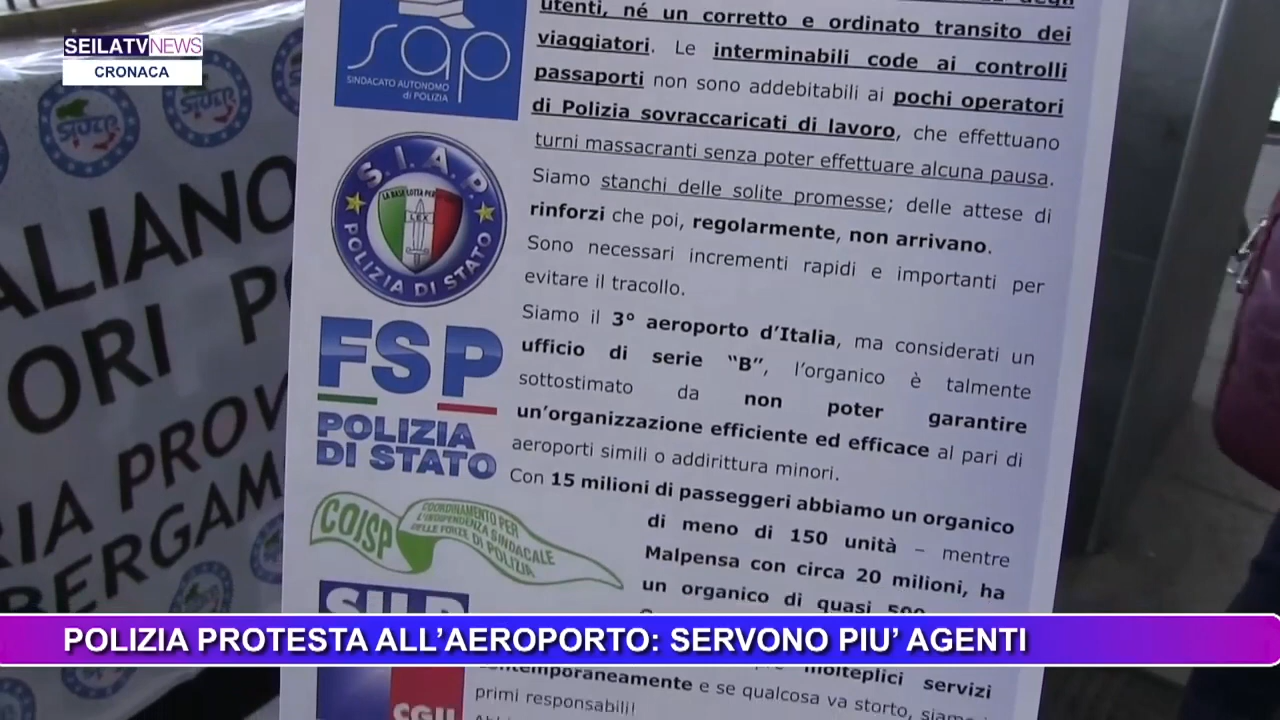 SEILATVNEWS
CRONACA
SIULP
ALIANO
ORI P
RIA PROV
BERGAM
sap
SINDACATO AUTONOMO
di POLIZIA
S.I.A.P.
LA BASE LOTTA PER
LEX
POLIZIA DI STATO
FSP
POLIZIA
DI STATO
COISP
COORDINAMENTO PER
L'INDIPENDENZA SINDACALE
DELLE FORZE DI POLIZIA
CGIL
utenti, né un corretto e ordinato transito dei
viaggiatori. Le interminabili code ai controlli
passaporti non sono addebitabili ai pochi operatori
di Polizia sovraccaricati di lavoro, che effettuano
turni massacranti senza poter effettuare alcuna pausa.
Siamo stanchi delle solite promesse; delle attese di
rinforzi che poi, regolarmente, non arrivano.
Sono necessari incrementi rapidi e importanti per
evitare il tracollo.
Siamo il 3° aeroporto d'Italia, ma considerati un
ufficio di serie "B", l'organico è talmente
sottostimato da non poter garantire
un'organizzazione efficiente ed efficace al pari di
aeroporti simili o addirittura minori.
Con 15 milioni di passeggeri abbiamo un organico
di meno di 150 unità – mentre
Malpensa con circa 20 milioni, ha
un organico di quasi 500
POLIZIA PROTESTA ALL'AEROPORTO: SERVONO PIU' AGENTI
contemporaneamente molteplici servizi
e se qualcosa va storto, siamo i
primi responsabili!